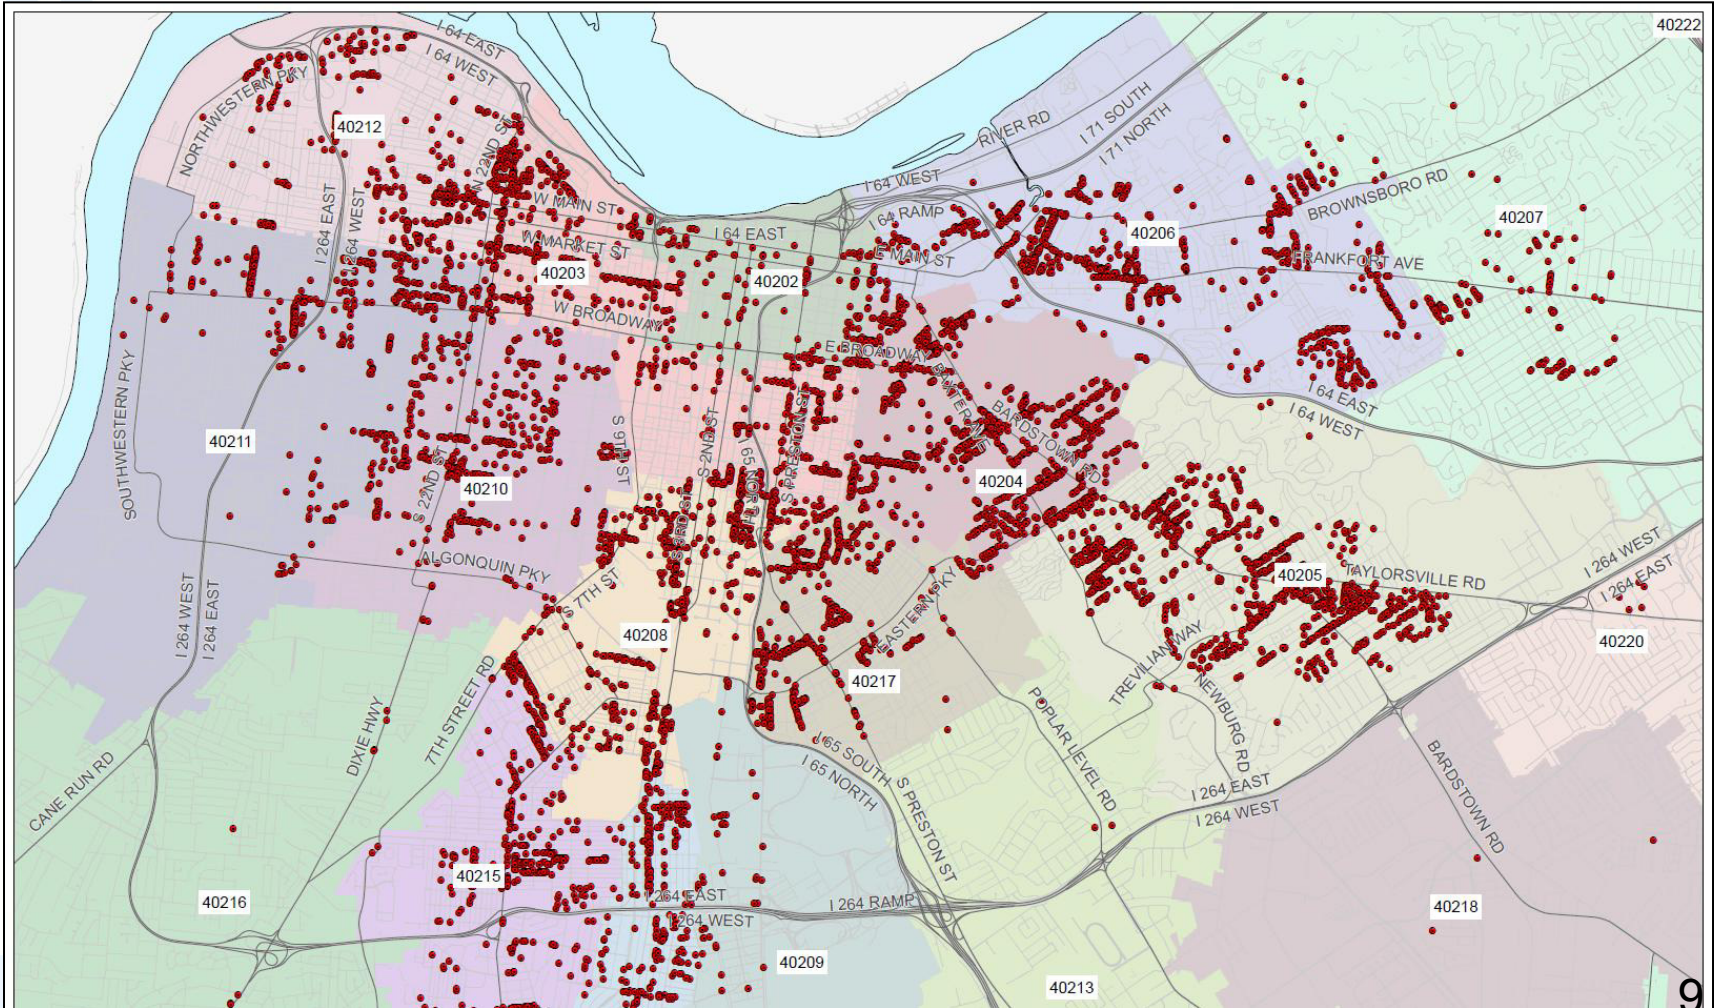 40222
I 64 EAST
I 64 WEST
NORTHWESTERN PKY
40212
N 22ND ST
I 71 SOUTH
I 71 NORTH
RIVER RD
I 64 WEST
I 64 RAMP
BROWNSBORO RD
40207
40206
I 264 EAST
I 264 WEST
W MAIN ST
I 64 EAST
W MARKET ST
E MAIN ST
40203
40202
FRANKFORT AVE
W BROADWAY
E BROADWAY
SOUTHWESTERN PKY
BAXTER AVE
BARDSTOWN RD
I 64 EAST
I 64 WEST
40211
S 9TH ST
S 2ND ST
I 65 NORTH
S PRESTON ST
S 22ND ST
40210
40204
S 3RD ST
ALGONQUIN PKY
I 264 WEST
I 264 EAST
S 7TH ST
EASTERN PKY
40205
TAYLORSVILLE RD
I 264 WEST
I 264 EAST
40208
40220
40217
TREVILIAN WAY
NEWBURG RD
7TH STREET RD
DIXIE HWY
POPLAR LEVEL RD
I 65 SOUTH
I 65 NORTH
S PRESTON ST
CANE RUN RD
I 264 EAST
I 264 WEST
BARDSTOWN RD
40215
40216
I 264 EAST
I 264 WEST
I 264 RAMP
40218
40209
40213
9